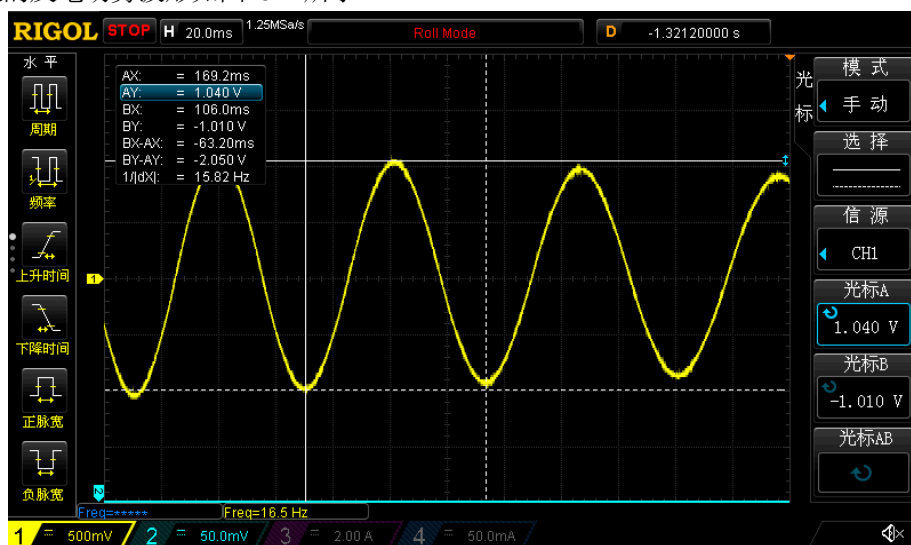 RIGOL STOP H 20.0ms 1.25MSa/s Roll Mode D -1.32120000 s
水平
周期
频率
上升时间
下降时间
正脉宽
负脉宽
AX: = 169.2ms
AY: = 1.040 V
BX: = 106.0ms
BY: = -1.010 V
BX-AX: = -63.20ms
BY-AY: = -2.050 V
1/|dX|: = 15.82 Hz
1
2
光标
模式
手动
选择
信源
CH1
光标A
1.040 V
光标B
-1.010 V
光标AB
Freq=***** Freq=16.5 Hz
1 = 500mV 2 = 50.0mV 3 = 2.00 A 4 = 50.0mA